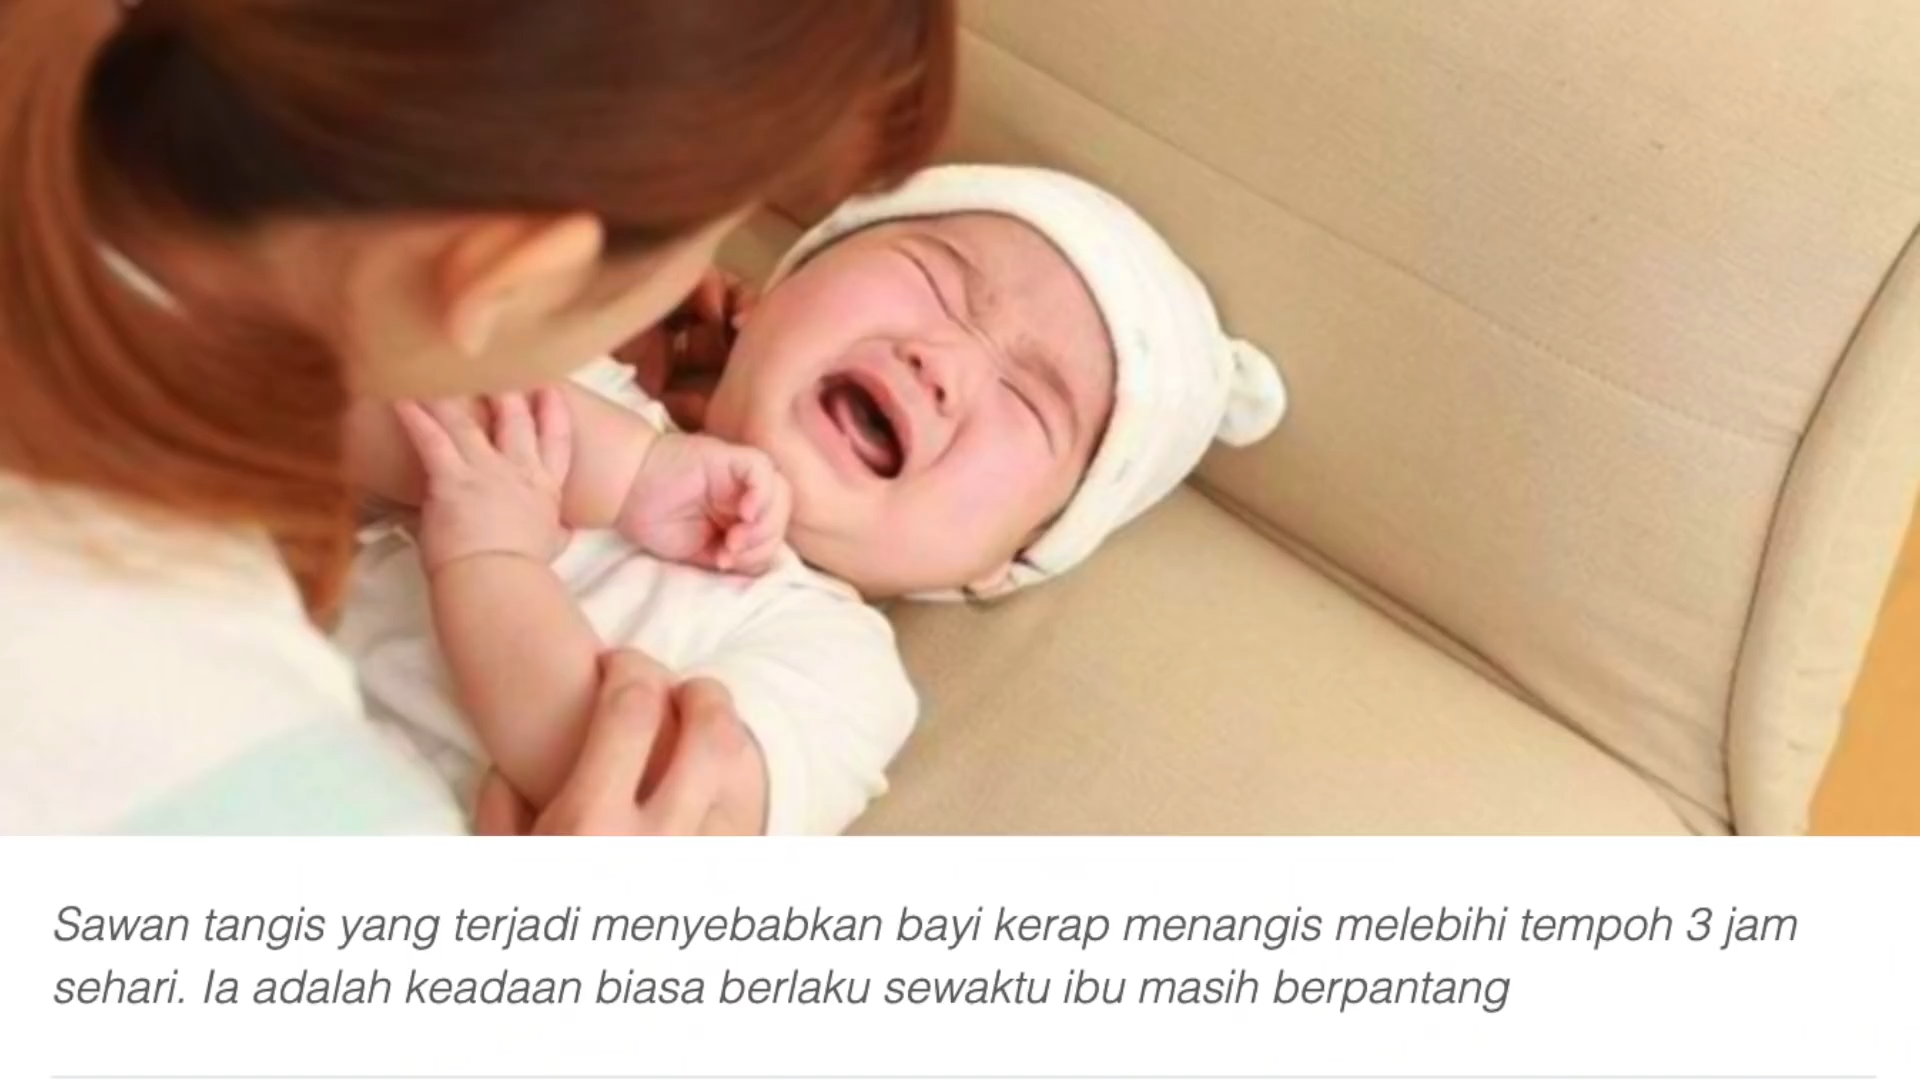 Sawan tangis yang terjadi menyebabkan bayi kerap menangis melebihi tempoh 3 jam
sehari. Ia adalah keadaan biasa berlaku sewaktu ibu masih berpantang